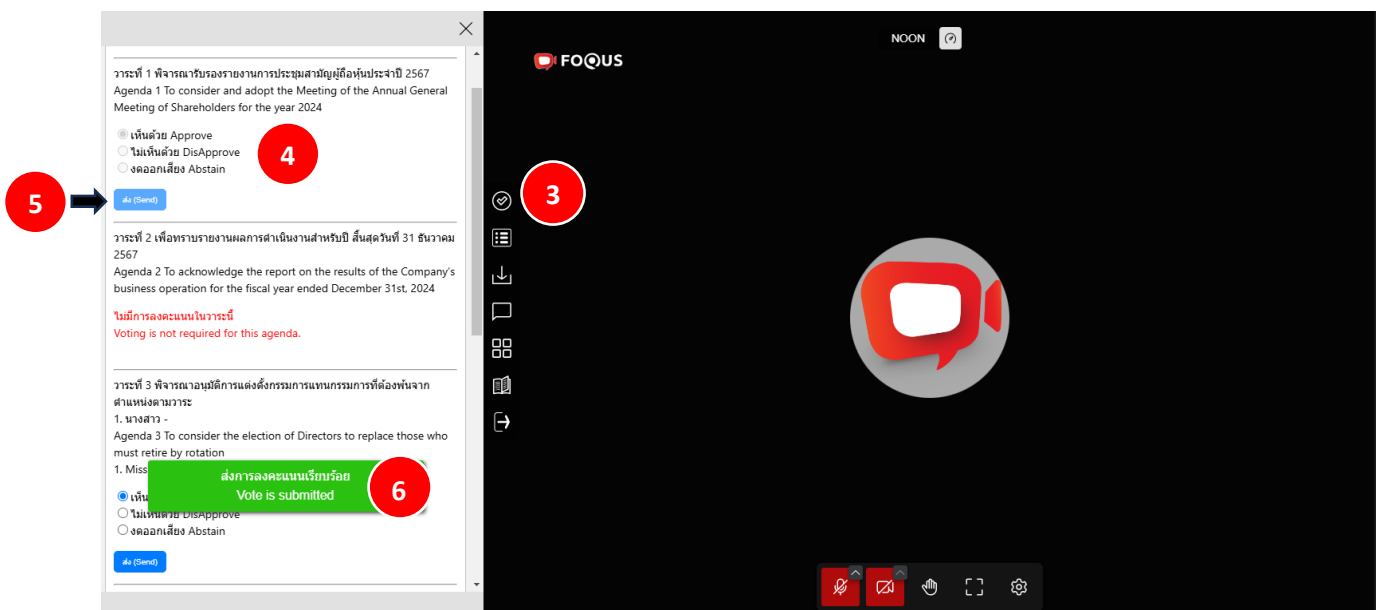 NOON
FOQUS
วาระที่ 1 พิจารณารับรองรายงานการประชุมสามัญผู้ถือหุ้นประจำปี 2567
Agenda 1 To consider and adopt the Meeting of the Annual General
Meeting of Shareholders for the year 2024
เห็นด้วย Approve
ไม่เห็นด้วย DisApprove
งดออกเสียง Abstain
4
5
ส่ง (Send)
3
วาระที่ 2 เพื่อทราบรายงานผลการดำเนินงานสำหรับปี สิ้นสุดวันที่ 31 ธันวาคม
2567
Agenda 2 To acknowledge the report on the results of the Company's
business operation for the fiscal year ended December 31st, 2024
ไม่มีการลงคะแนนในวาระนี้
Voting is not required for this agenda.
วาระที่ 3 พิจารณาอนุมัติการแต่งตั้งกรรมการแทนกรรมการที่ต้องพ้นจาก
ตำแหน่งตามวาระ
1. นางสาว -
Agenda 3 To consider the election of Directors to replace those who
must retire by rotation
1. Miss
ส่งการลงคะแนนเรียบร้อย
Vote is submitted
6
เห็น
ไม่เห็นด้วย DisApprove
งดออกเสียง Abstain
ส่ง (Send)